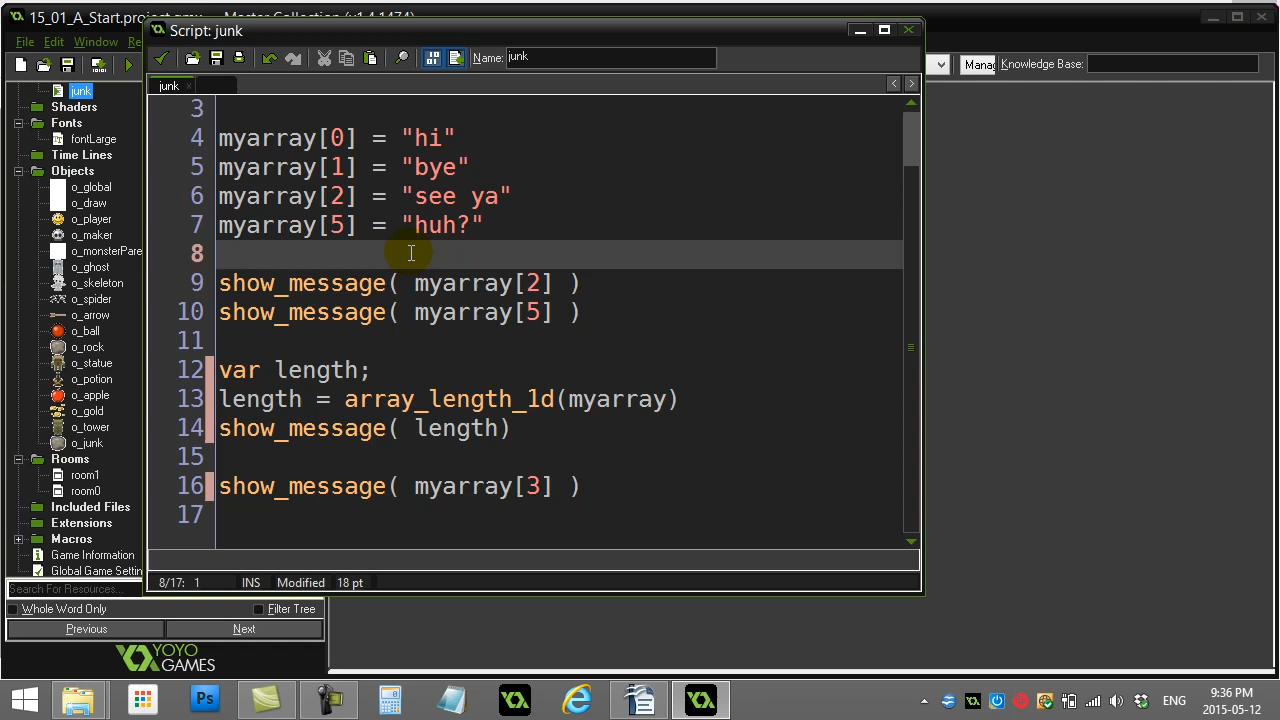 15_01_A_Start.project.gmx - Master Collection (v1.4.1474)
File Edit Window Re
Script: junk
Name: junk
Manag
Knowledge Base:
junk
junk
Shaders
Fonts
fontLarge
Time Lines
Objects
o_global
o_draw
o_player
o_maker
o_monsterPare
o_ghost
o_skeleton
o_spider
o_arrow
o_ball
o_rock
o_statue
o_potion
o_apple
o_gold
o_tower
o_junk
Rooms
room1
room0
Included Files
Extensions
Macros
Game Information
Global Game Settin
Search For Resources...
Whole Word Only Filter Tree
Previous Next
YOYO
GAMES
3
4 myarray[0] = "hi"
5 myarray[1] = "bye"
6 myarray[2] = "see ya"
7 myarray[5] = "huh?"
8
9 show_message( myarray[2] )
10 show_message( myarray[5] )
11
12 var length;
13 length = array_length_1d(myarray)
14 show_message( length)
15
16 show_message( myarray[3] )
17
8/17: 1 INS Modified 18 pt
Ps
ENG
9:36 PM
2015-05-12